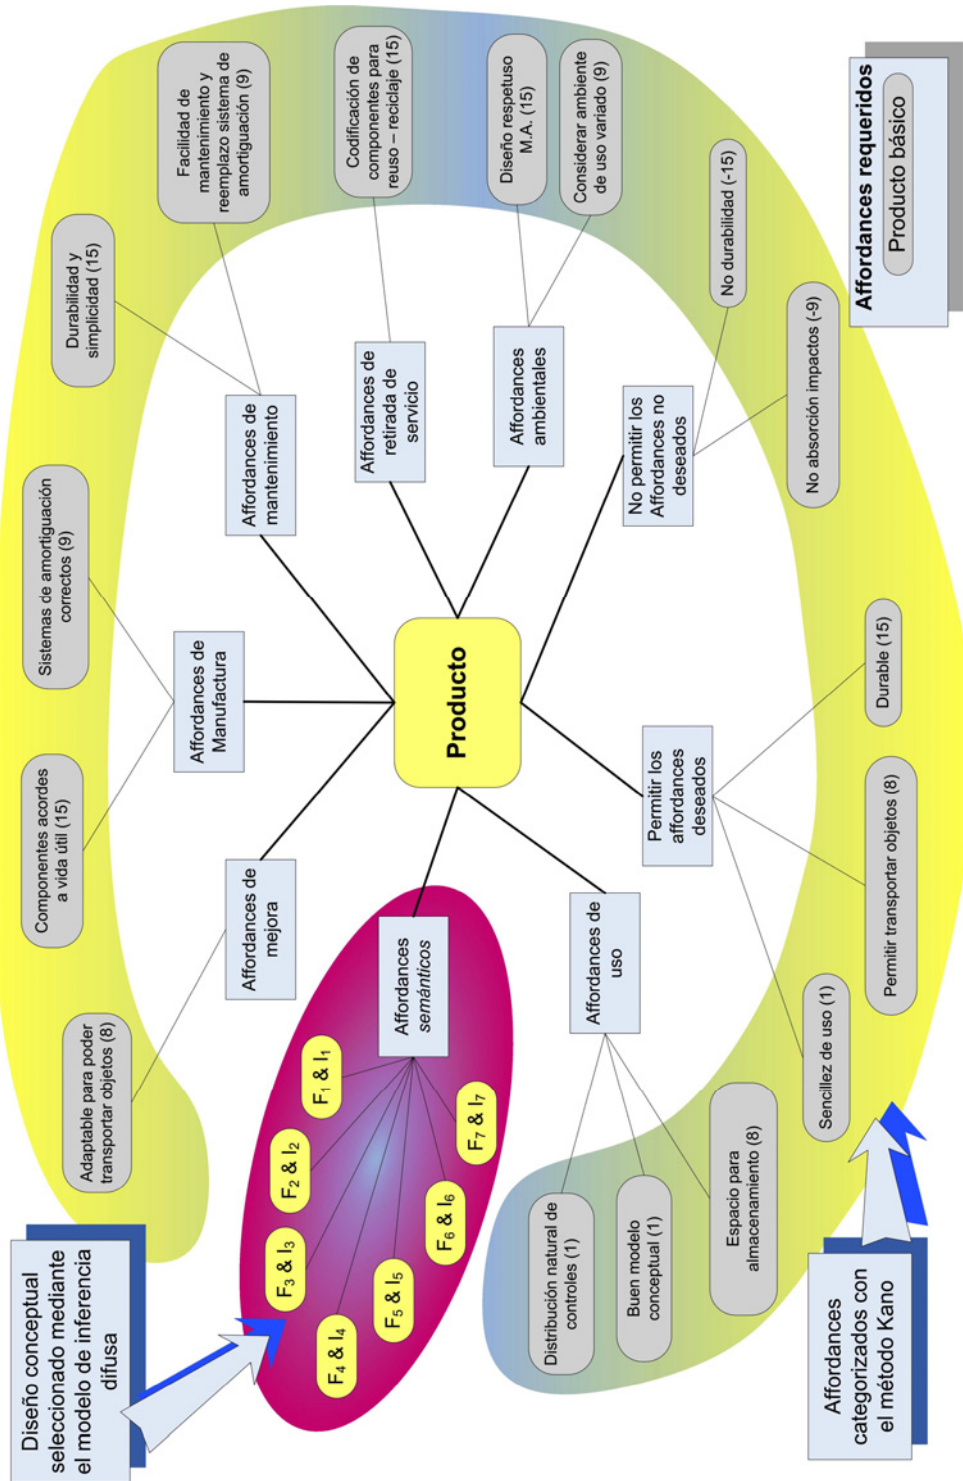 Diseño conceptual
seleccionado mediante
el modelo de inferencia
difusa
Adaptable para poder
transportar objetos (8)
Componentes acordes
a vida útil (15)
Sistemas de amortiguación
correctos (9)
Durabilidad y
simplicidad (15)
Facilidad de
mantenimiento y
reemplazo sistema de
amortiguación (9)
Codificación de
componentes para
reuso – reciclaje (15)
Diseño respetuso
M.A. (15)
Considerar ambiente
de uso variado (9)
Affordances de
mejora
Affordances de
Manufactura
Affordances de
mantenimiento
Affordances de
retirada de
servicio
Affordances
ambientales
Affordances
semánticos
F1 & I1
F2 & I2
F3 & I3
F4 & I4
F5 & I5
F6 & I6
F7 & I7
Producto
Affordances de
uso
Permitir los
affordances
deseados
No permitir los
Affordances no
deseados
Distribución natural de
controles (1)
Buen modelo
conceptual (1)
Espacio para
almacenamiento (8)
Sencillez de uso (1)
Permitir transportar objetos (8)
Durable (15)
No absorción impactos (-9)
No durabilidad (-15)
Affordances
categorizados con
el método Kano
Affordances requeridos
Producto básico